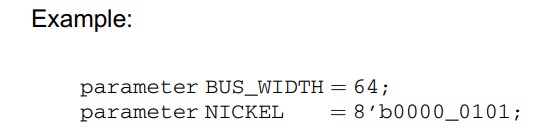 Example:
parameter BUS_WIDTH = 64;
parameter NICKEL = 8’b0000_0101;